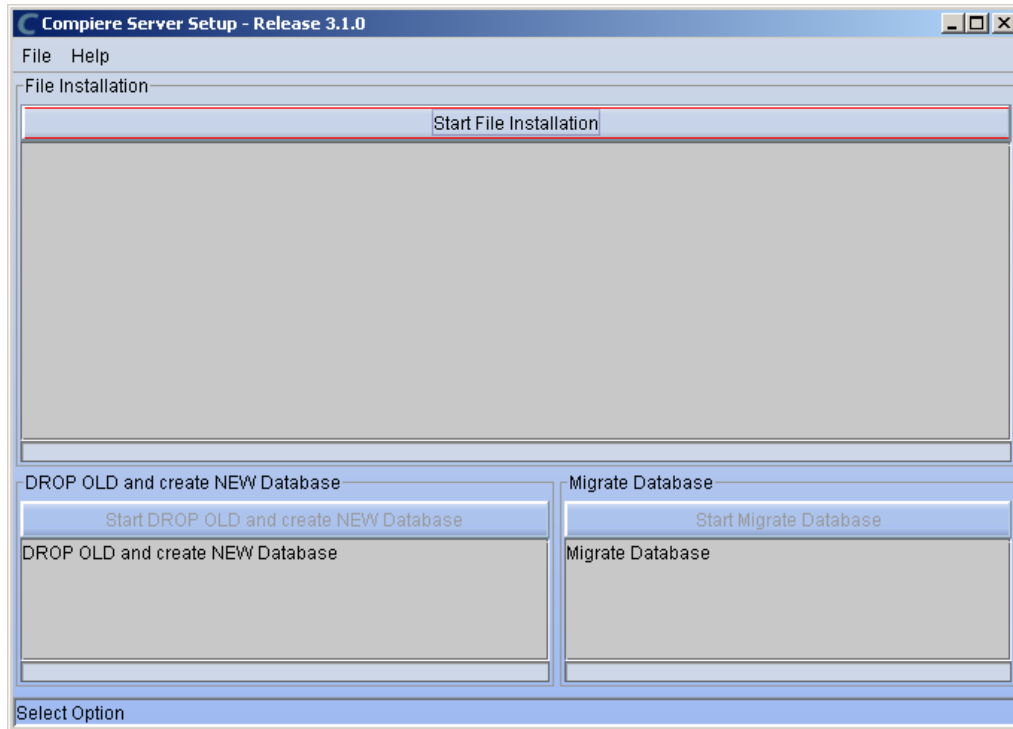 Compiere Server Setup - Release 3.1.0
File Help
File Installation
Start File Installation
DROP OLD and create NEW Database
Start DROP OLD and create NEW Database
DROP OLD and create NEW Database
Migrate Database
Start Migrate Database
Migrate Database
Select Option